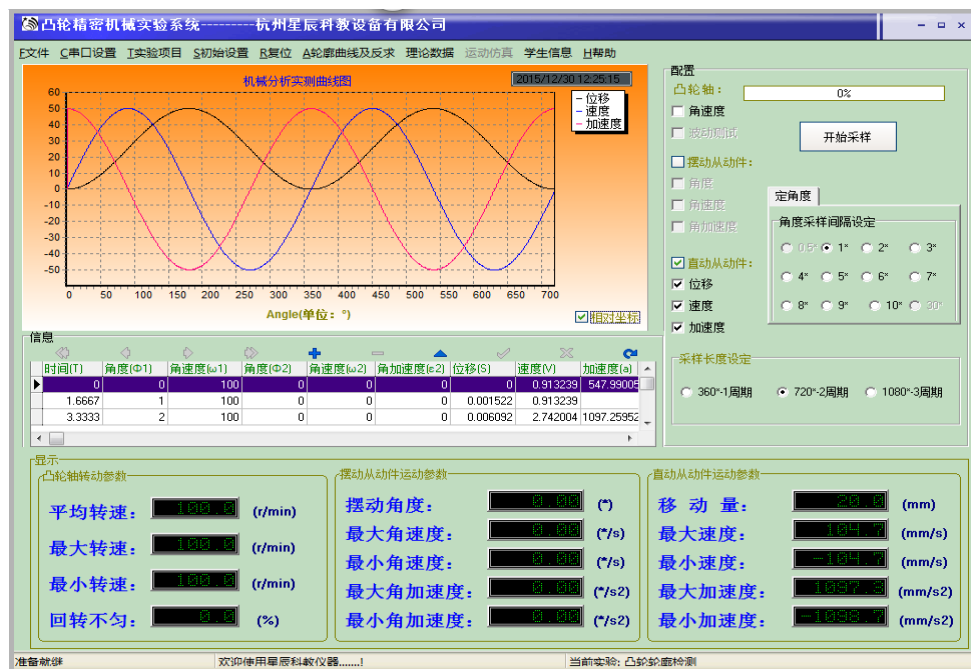 凸轮精密机械实验系统---------杭州星辰科教设备有限公司
F文件 C串口设置 T实验项目 S初始设置 R复位 A轮廓曲线及反求 理论数据 运动仿真 学生信息 H帮助
机械分析实测曲线图
2015/12/30 12:25:15
位移
速度
加速度
60
50
40
30
20
10
0
-10
-20
-30
-40
-50
0 50 100 150 200 250 300 350 400 450 500 550 600 650 700
Angle(单位：°)
相对坐标
配置
凸轮轴： 0%
角速度
波动测试
开始采样
摆动从动件：
角度
角速度
角加速度
定角度
角度采样间隔设定
0.5° 1° 2° 3°
4° 5° 6° 7°
8° 9° 10° 30°
直动从动件：
位移
速度
加速度
采样长度设定
360°-1周期 720°-2周期 1080°-3周期
信息
时间(T) 角度(Φ1) 角速度(ω1) 角度(Φ2) 角速度(ω2) 角加速度(ε2) 位移(S) 速度(V) 加速度(a)
0 0 100 0 0 0 0 0.913239 547.99005
1.6667 1 100 0 0 0.001522 0.913239
3.3333 2 100 0 0 0.006092 2.742004 1097.25952
显示
凸轮轴转动参数
平均转速： 100.0 (r/min)
最大转速： 100.0 (r/min)
最小转速： 100.0 (r/min)
回转不匀： 0.0 (%)
摆动从动件运动参数
摆动角度： 0.00 (°)
最大角速度： 0.00 (°/s)
最小角速度： 0.00 (°/s)
最大角加速度： 0.00 (°/s2)
最小角加速度： 0.00 (°/s2)
直动从动件运动参数
移 动 量： 20.0 (mm)
最大速度： 104.7 (mm/s)
最小速度： -104.7 (mm/s)
最大加速度： 1097.3 (mm/s2)
最小加速度： (mm/s2)
准备就绪 欢迎使用星辰科教仪器......! 当前实验: 凸轮轮廓检测